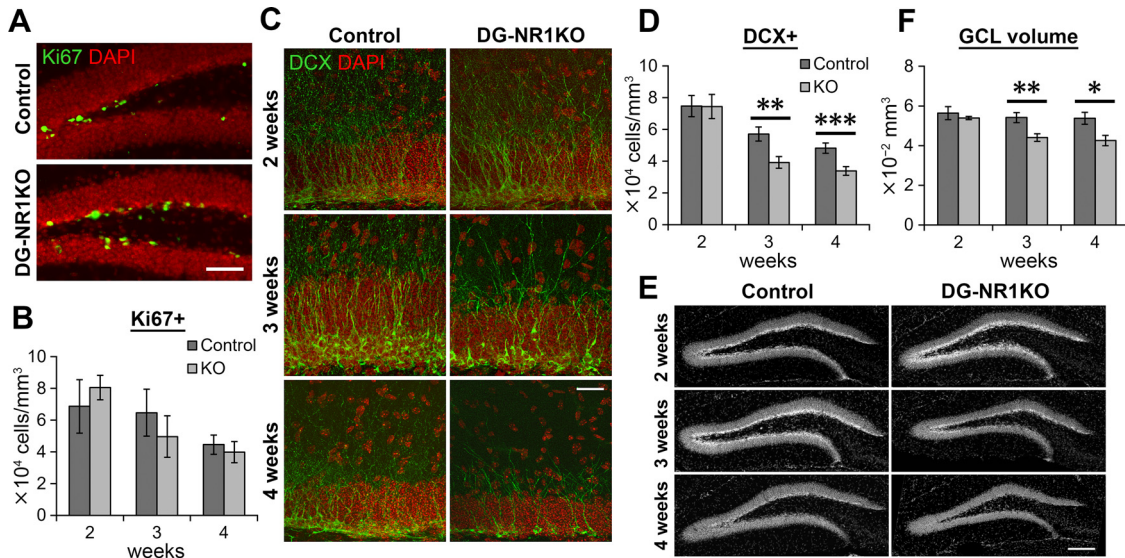 A
Ki67 DAPI
Control
DG-NR1KO
B
Ki67+
Control
KO
×10⁴ cells/mm³
10
8
6
4
2
0
2 3 4
weeks
C
Control DG-NR1KO
DCX DAPI
2 weeks
3 weeks
4 weeks
D
DCX+
Control
KO
×10⁴ cells/mm³
10
8
6
4
2
0
**
***
2 3 4
weeks
F
GCL volume
×10⁻² mm³
10
8
6
4
2
0
**
*
2 3 4
weeks
E
Control DG-NR1KO
2 weeks
3 weeks
4 weeks